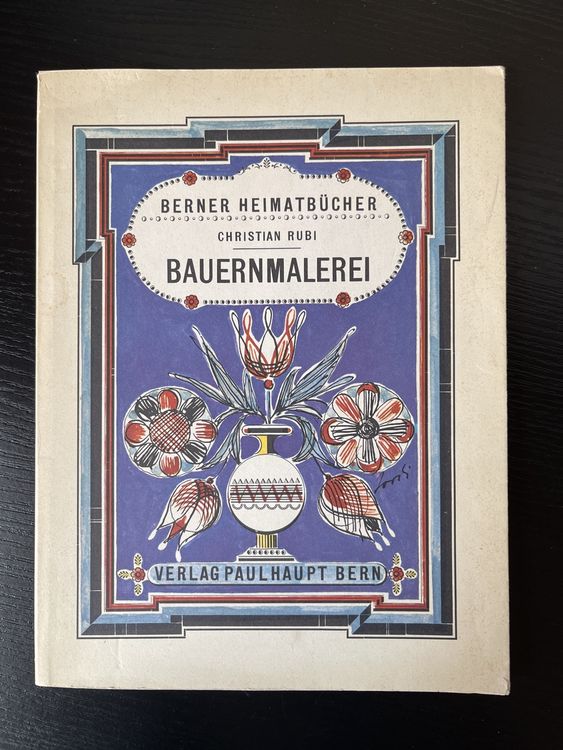 BERNER HEIMATBÜCHER
CHRISTIAN RUBI
BAUERNMALEREI
VERLAG PAUL HAUPT BERN